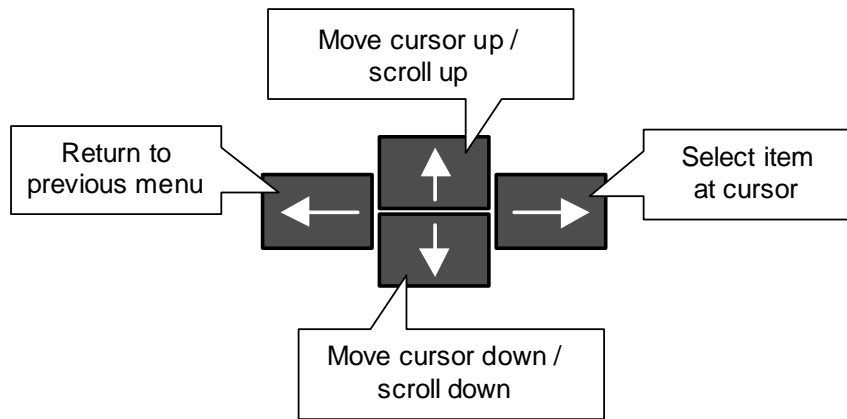 Move cursor up /
scroll up
Return to
previous menu
Select item
at cursor
Move cursor down /
scroll down